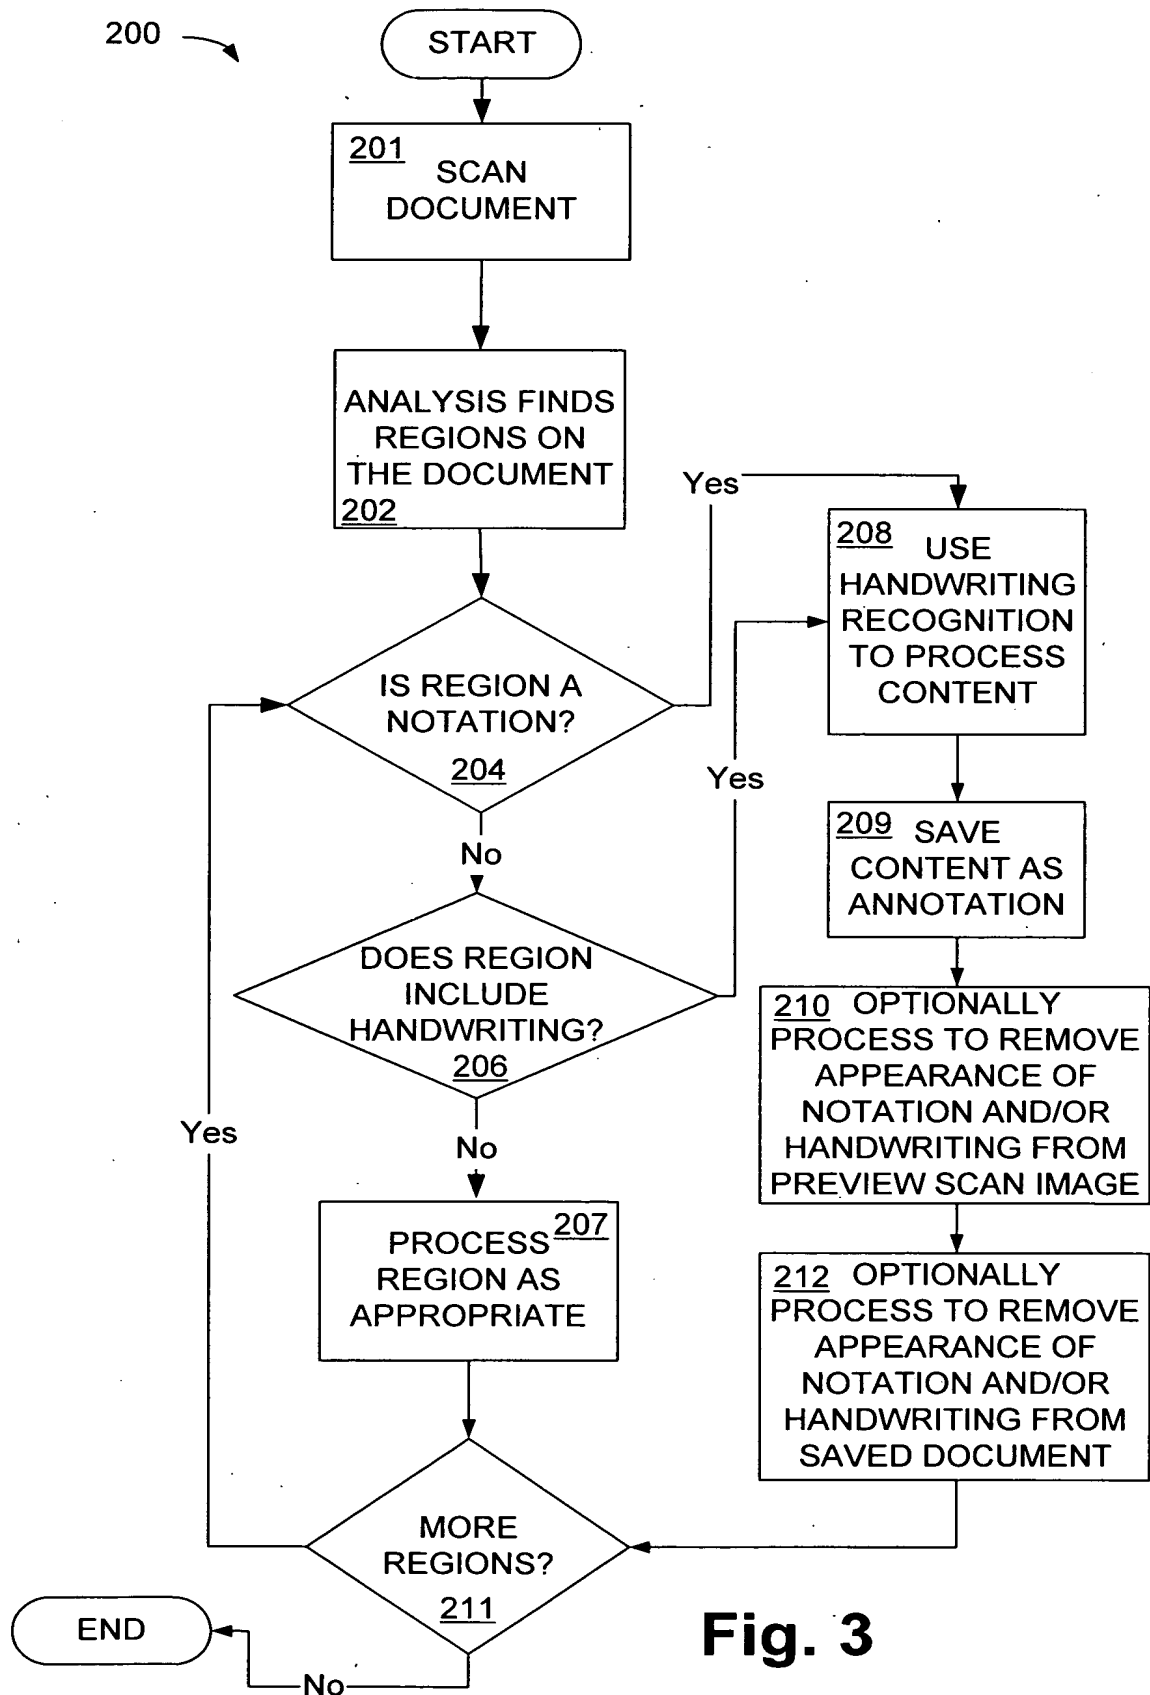 200
START
201
SCAN
DOCUMENT
ANALYSIS FINDS
REGIONS ON
THE DOCUMENT
202
IS REGION A
NOTATION?
204
Yes
No
DOES REGION
INCLUDE
HANDWRITING?
206
Yes
No
207
PROCESS
REGION AS
APPROPRIATE
208 USE
HANDWRITING
RECOGNITION
TO PROCESS
CONTENT
209 SAVE
CONTENT AS
ANNOTATION
210 OPTIONALLY
PROCESS TO REMOVE
APPEARANCE OF
NOTATION AND/OR
HANDWRITING FROM
PREVIEW SCAN IMAGE
212 OPTIONALLY
PROCESS TO REMOVE
APPEARANCE OF
NOTATION AND/OR
HANDWRITING FROM
SAVED DOCUMENT
MORE
REGIONS?
211
Yes
No
END
Fig. 3